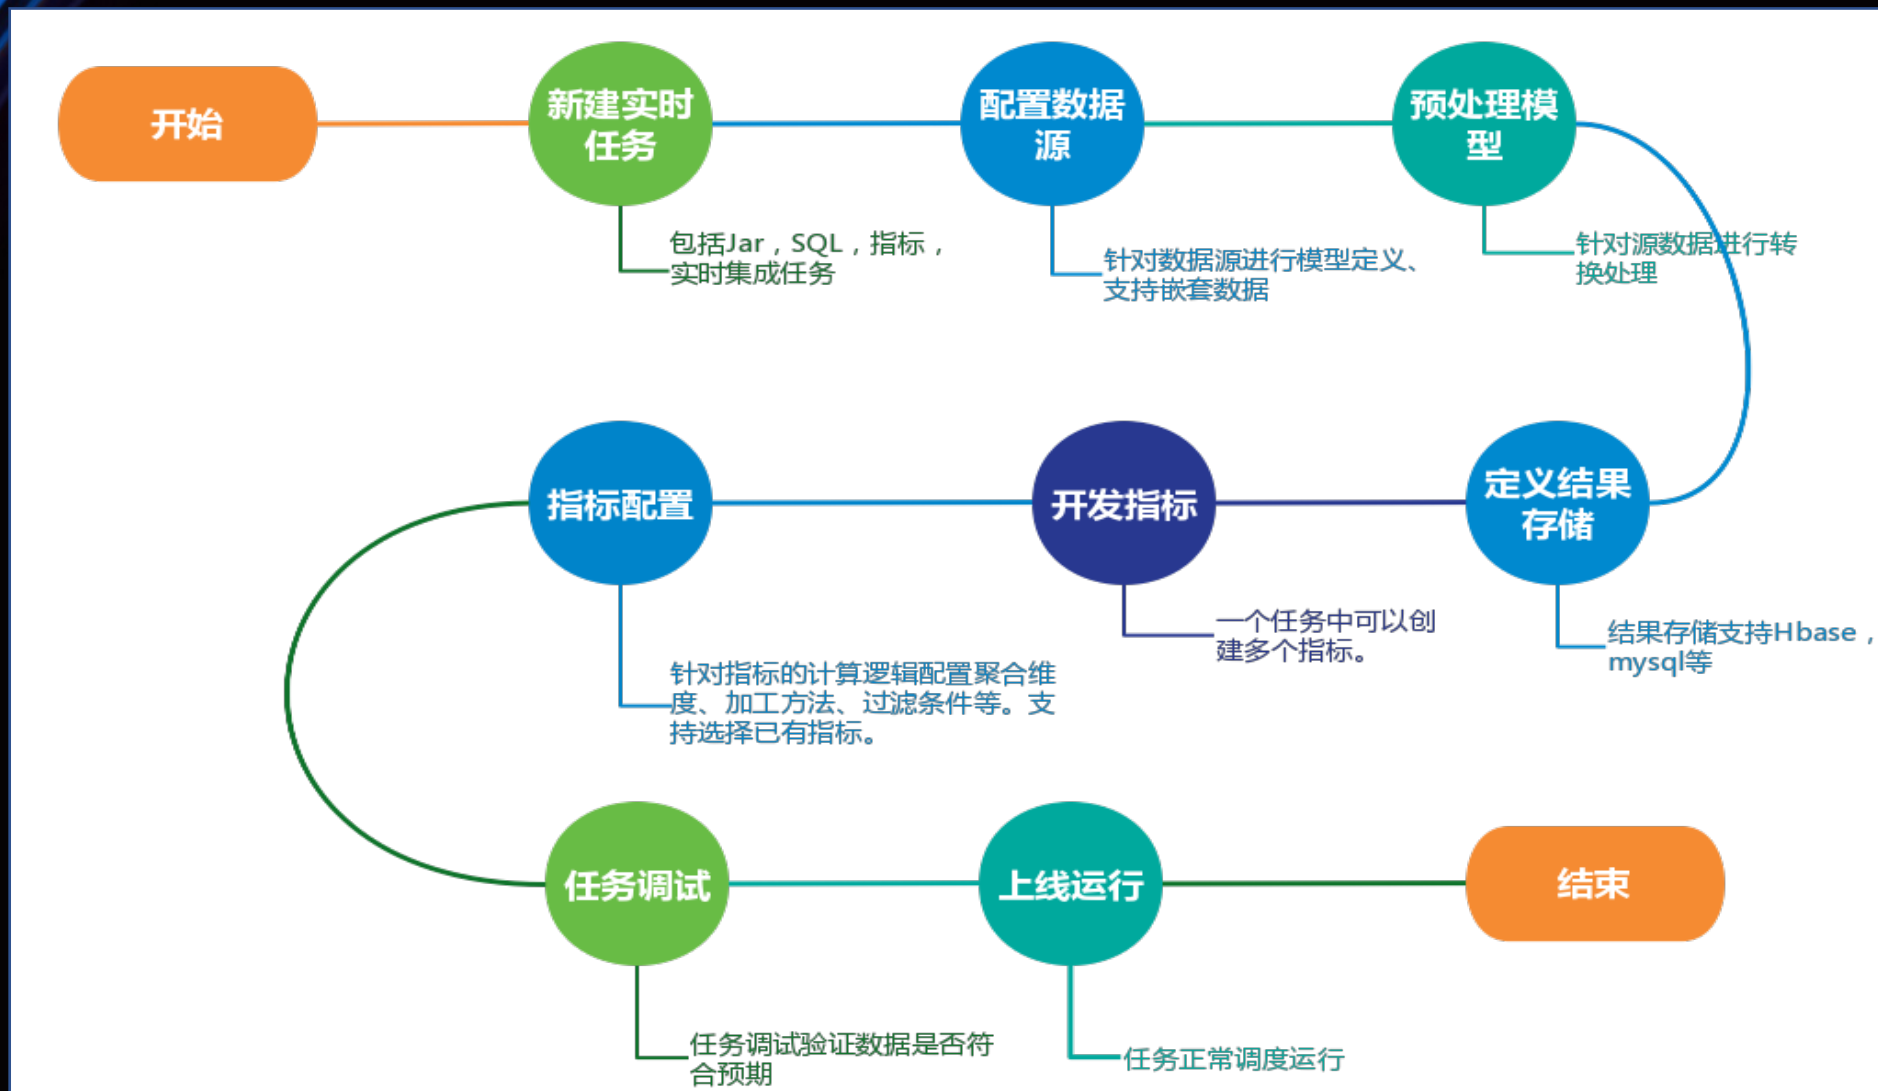 开始
新建实时
任务
配置数据
源
预处理模
型
包括Jar，SQL，指标，
实时集成任务
针对数据源进行模型定义、
支持嵌套数据
针对源数据进行转
换处理
指标配置
开发指标
定义结果
存储
针对指标的计算逻辑配置聚合维
度、加工方法、过滤条件等。支
持选择已有指标。
一个任务中可以创
建多个指标。
结果存储支持Hbase，
mysql等
任务调试
上线运行
结束
任务调试验证数据是否符
合预期
任务正常调度运行